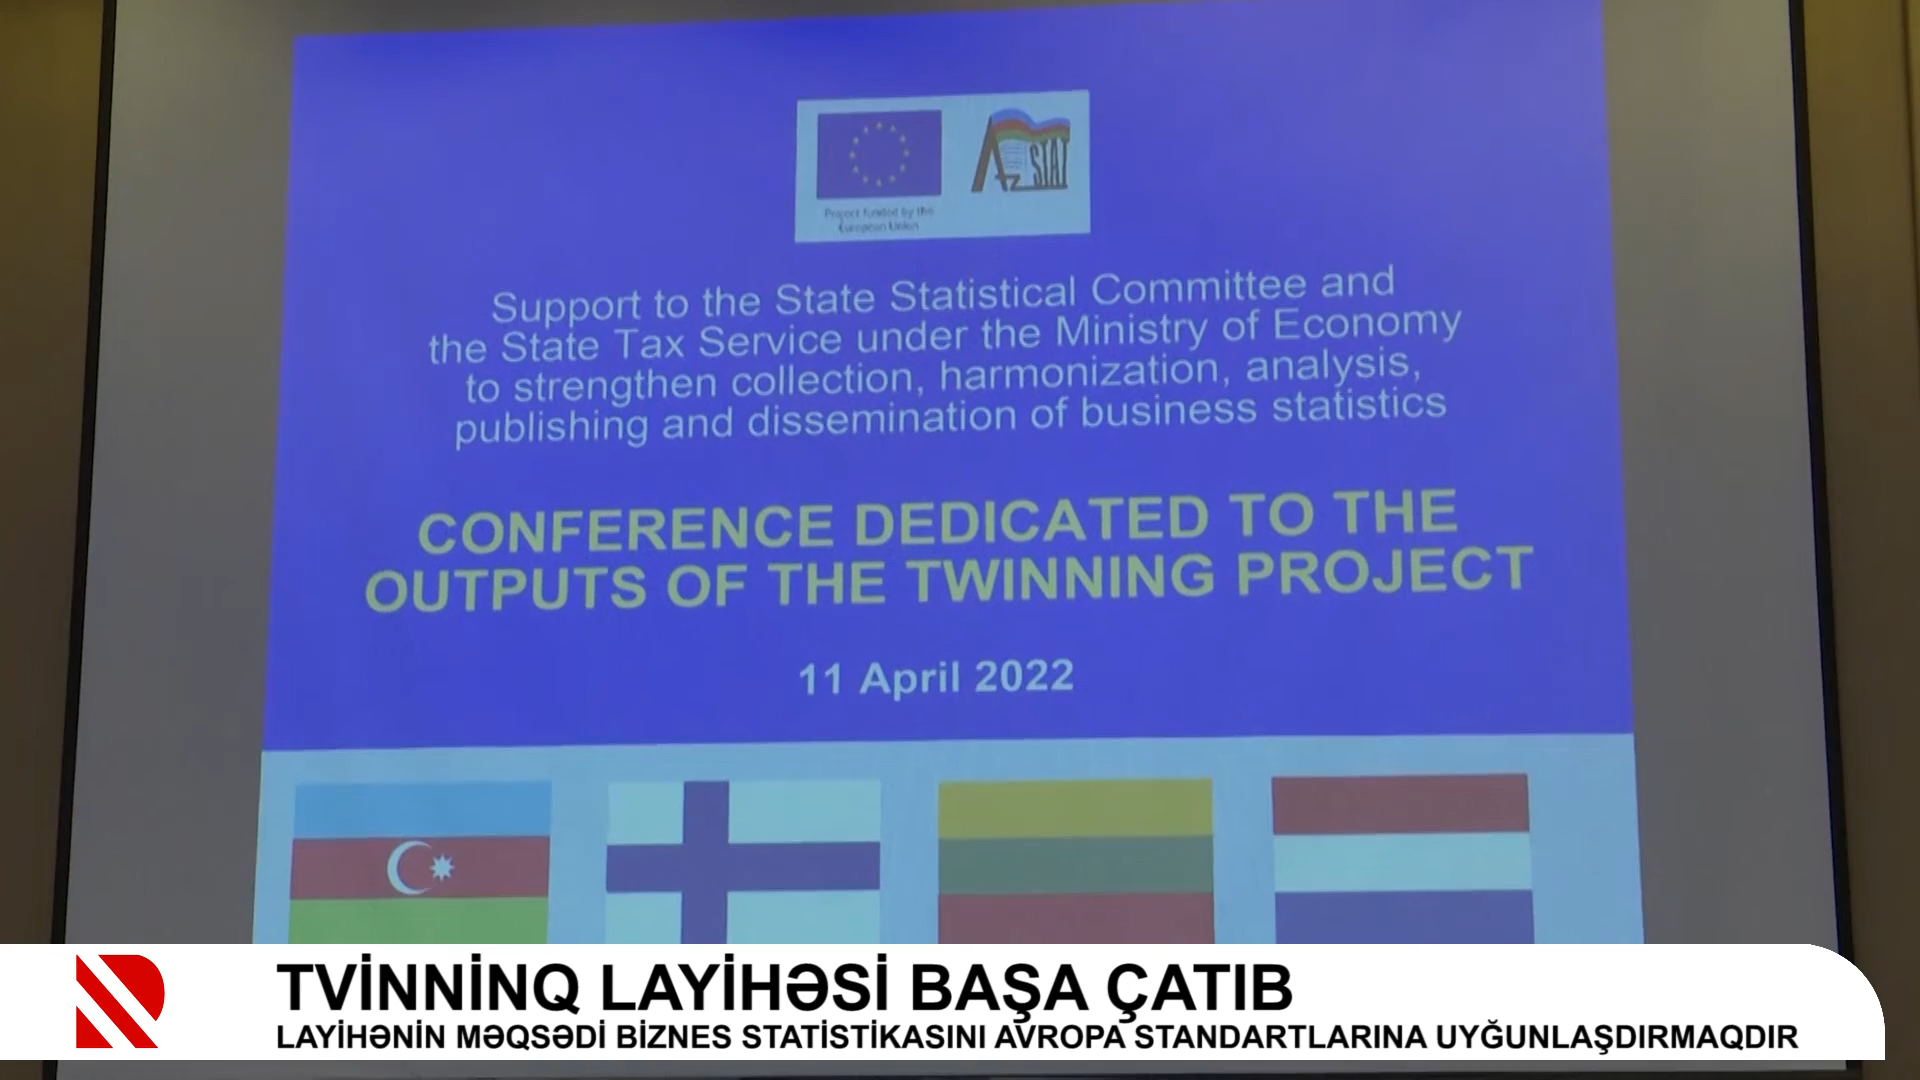 AZ STAT
Project funded by the
European Union
Support to the State Statistical Committee and
the State Tax Service under the Ministry of Economy
to strengthen collection, harmonization, analysis,
publishing and dissemination of business statistics
CONFERENCE DEDICATED TO THE
OUTPUTS OF THE TWINNING PROJECT
11 April 2022
TVİNNİNQ LAYİHƏSİ BAŞA ÇATIB
LAYİHƏNİN MƏQSƏDİ BİZNES STATİSTİKASINI AVROPA STANDARTLARINA UYĞUNLAŞDIRMAQDIR